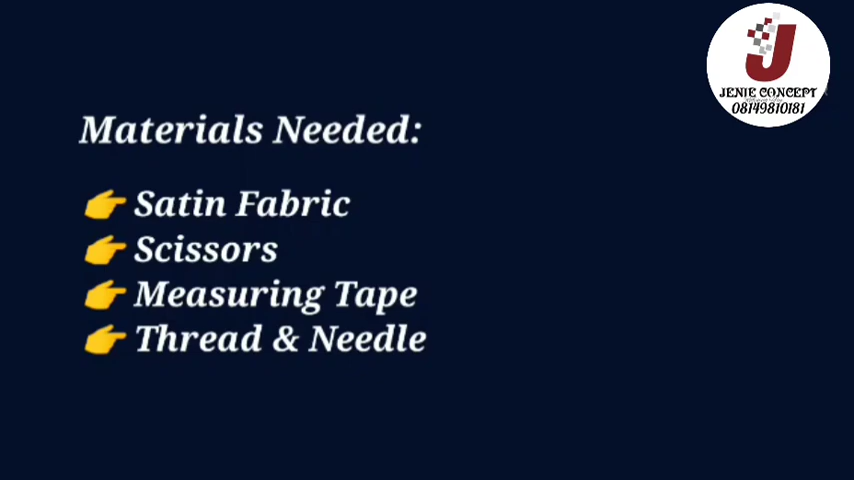 JENIE CONCEPT
08149810181
Materials Needed:
👉 Satin Fabric
👉 Scissors
👉 Measuring Tape
👉 Thread & Needle